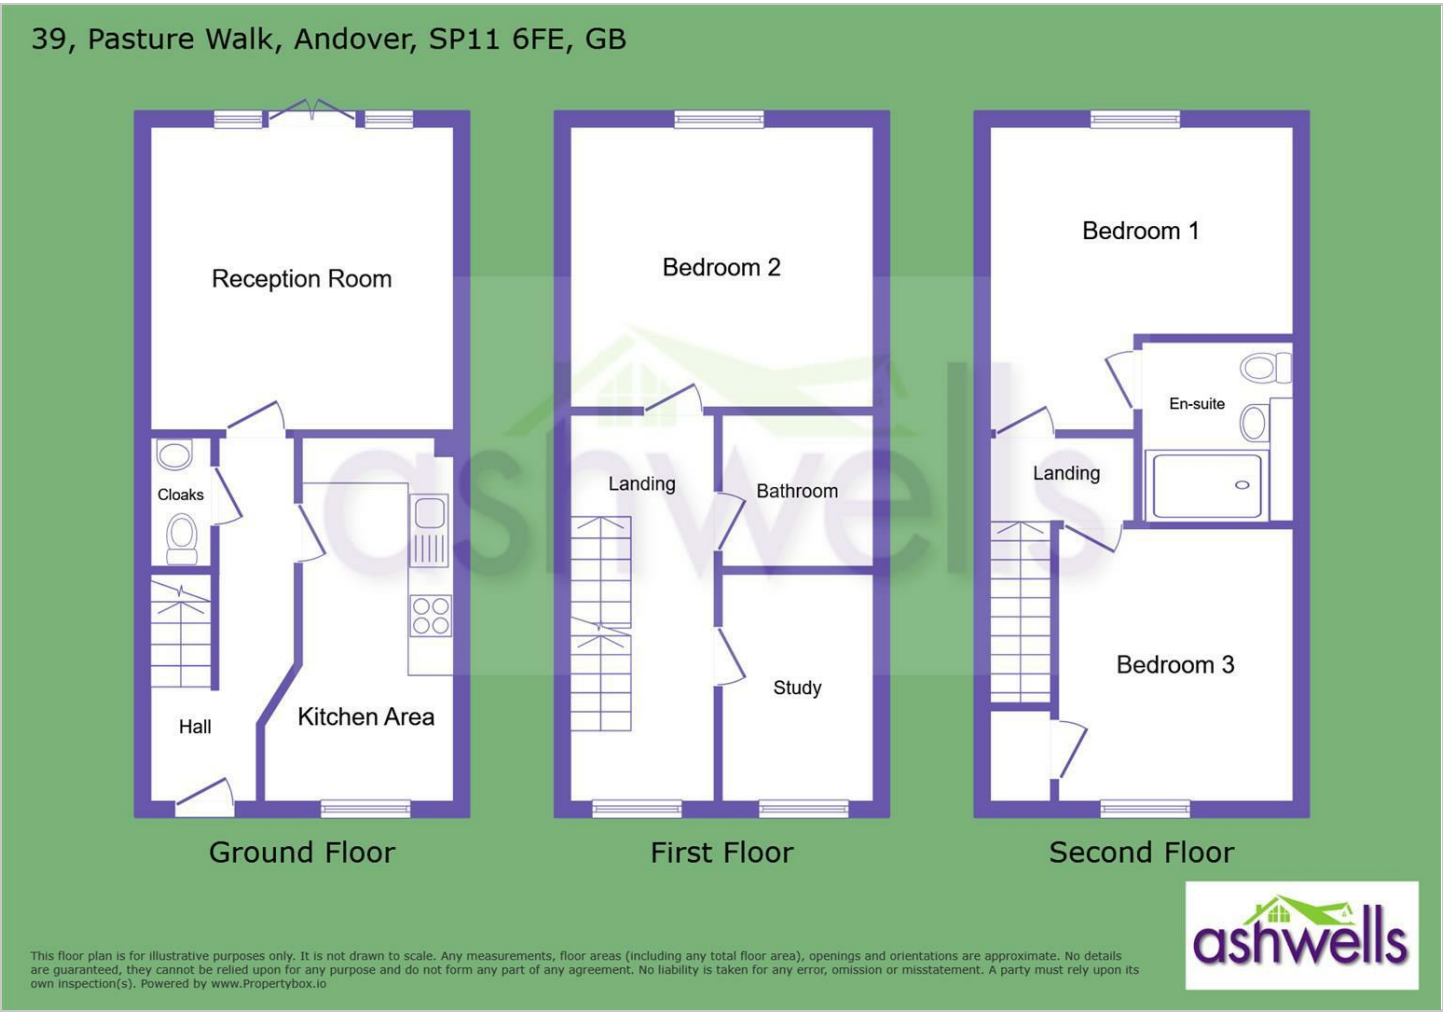 39, Pasture Walk, Andover, SP11 6FE, GB
Reception Room
Cloaks
Hall
Kitchen Area
Ground Floor
Bedroom 2
Landing
Bathroom
Study
First Floor
Bedroom 1
En-suite
Landing
Bedroom 3
Second Floor
ashwells
ashwells
This floor plan is for illustrative purposes only. It is not drawn to scale. Any measurements, floor areas (including any total floor area), openings and orientations are approximate. No details
are guaranteed, they cannot be relied upon for any purpose and do not form any part of any agreement. No liability is taken for any error, omission or misstatement. A party must rely upon its
own inspection(s). Powered by www.Propertybox.io